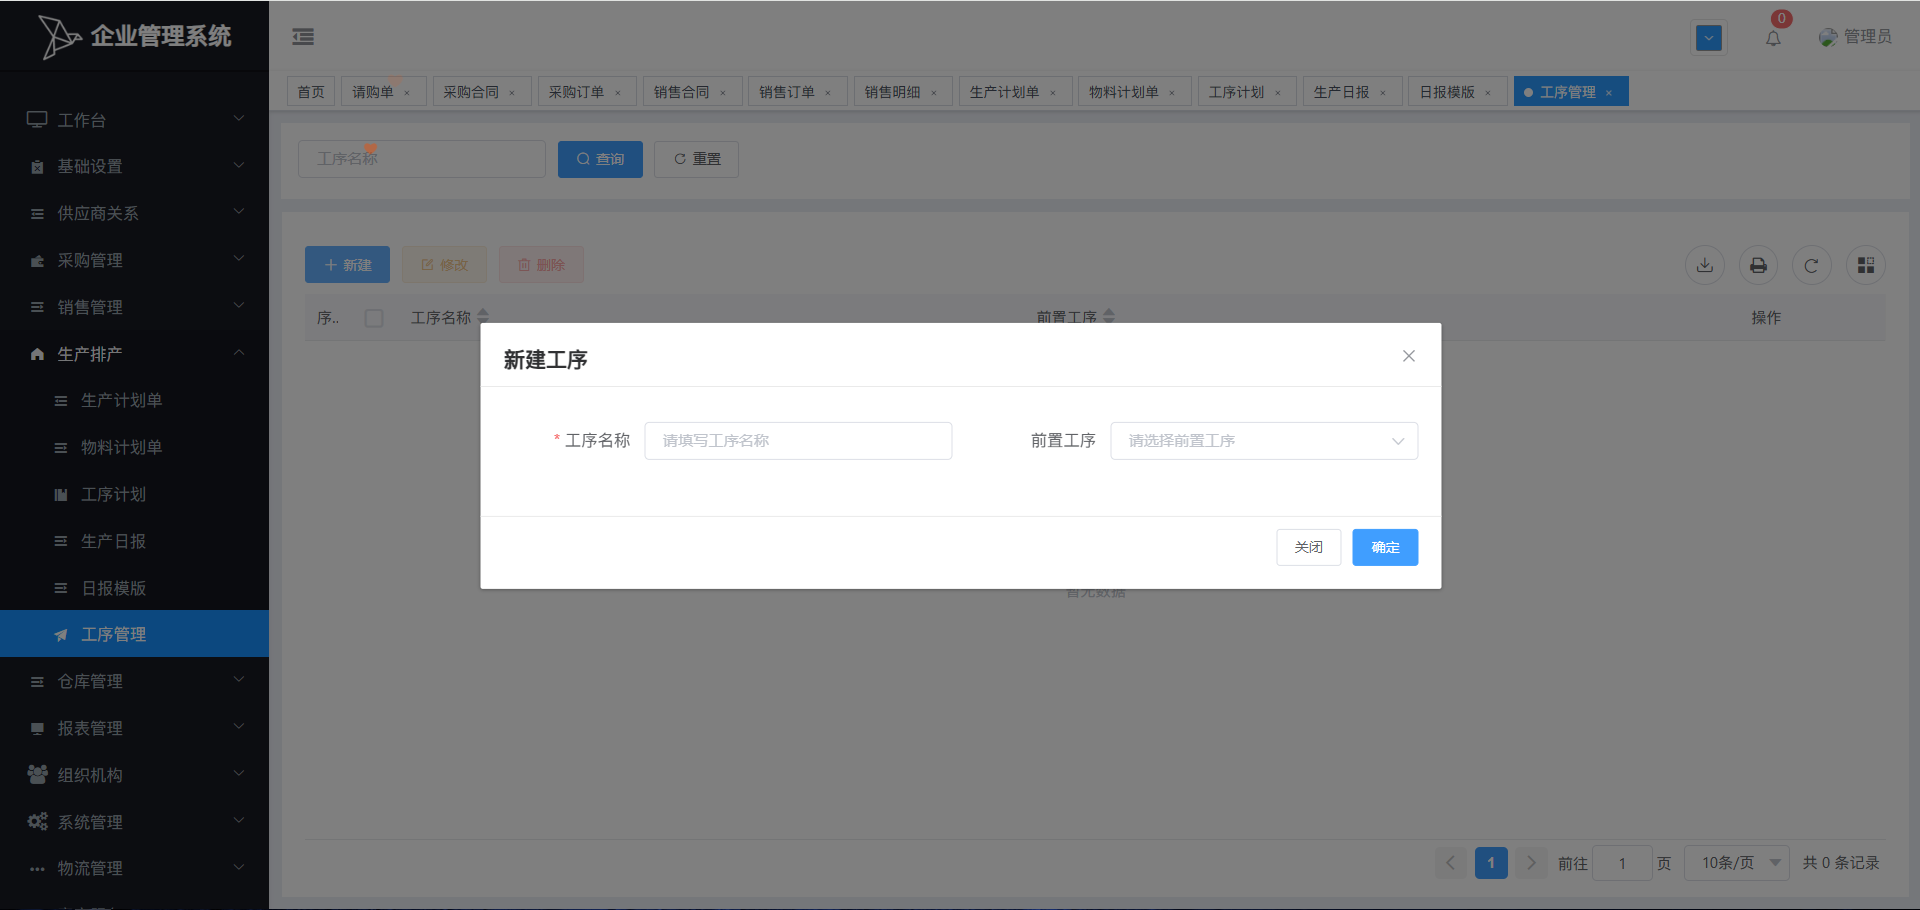 企业管理系统
0
管理员
首页 请购单 × 采购合同 × 采购订单 × 销售合同 × 销售订单 × 销售明细 × 生产计划单 × 物料计划单 × 工序计划 × 生产日报 × 日报模版 × 工序管理 ×
工作台
基础设置
供应商关系
采购管理
销售管理
生产排产
生产计划单
物料计划单
工序计划
生产日报
日报模版
工序管理
仓库管理
报表管理
组织机构
系统管理
物流管理
工序名称 查询 重置
新建 修改 删除
序.. 工序名称 前置工序 操作
新建工序
* 工序名称 请填写工序名称 前置工序 请选择前置工序
关闭 确定
暂无数据
1 前往 1 页 10条/页 共 0 条记录